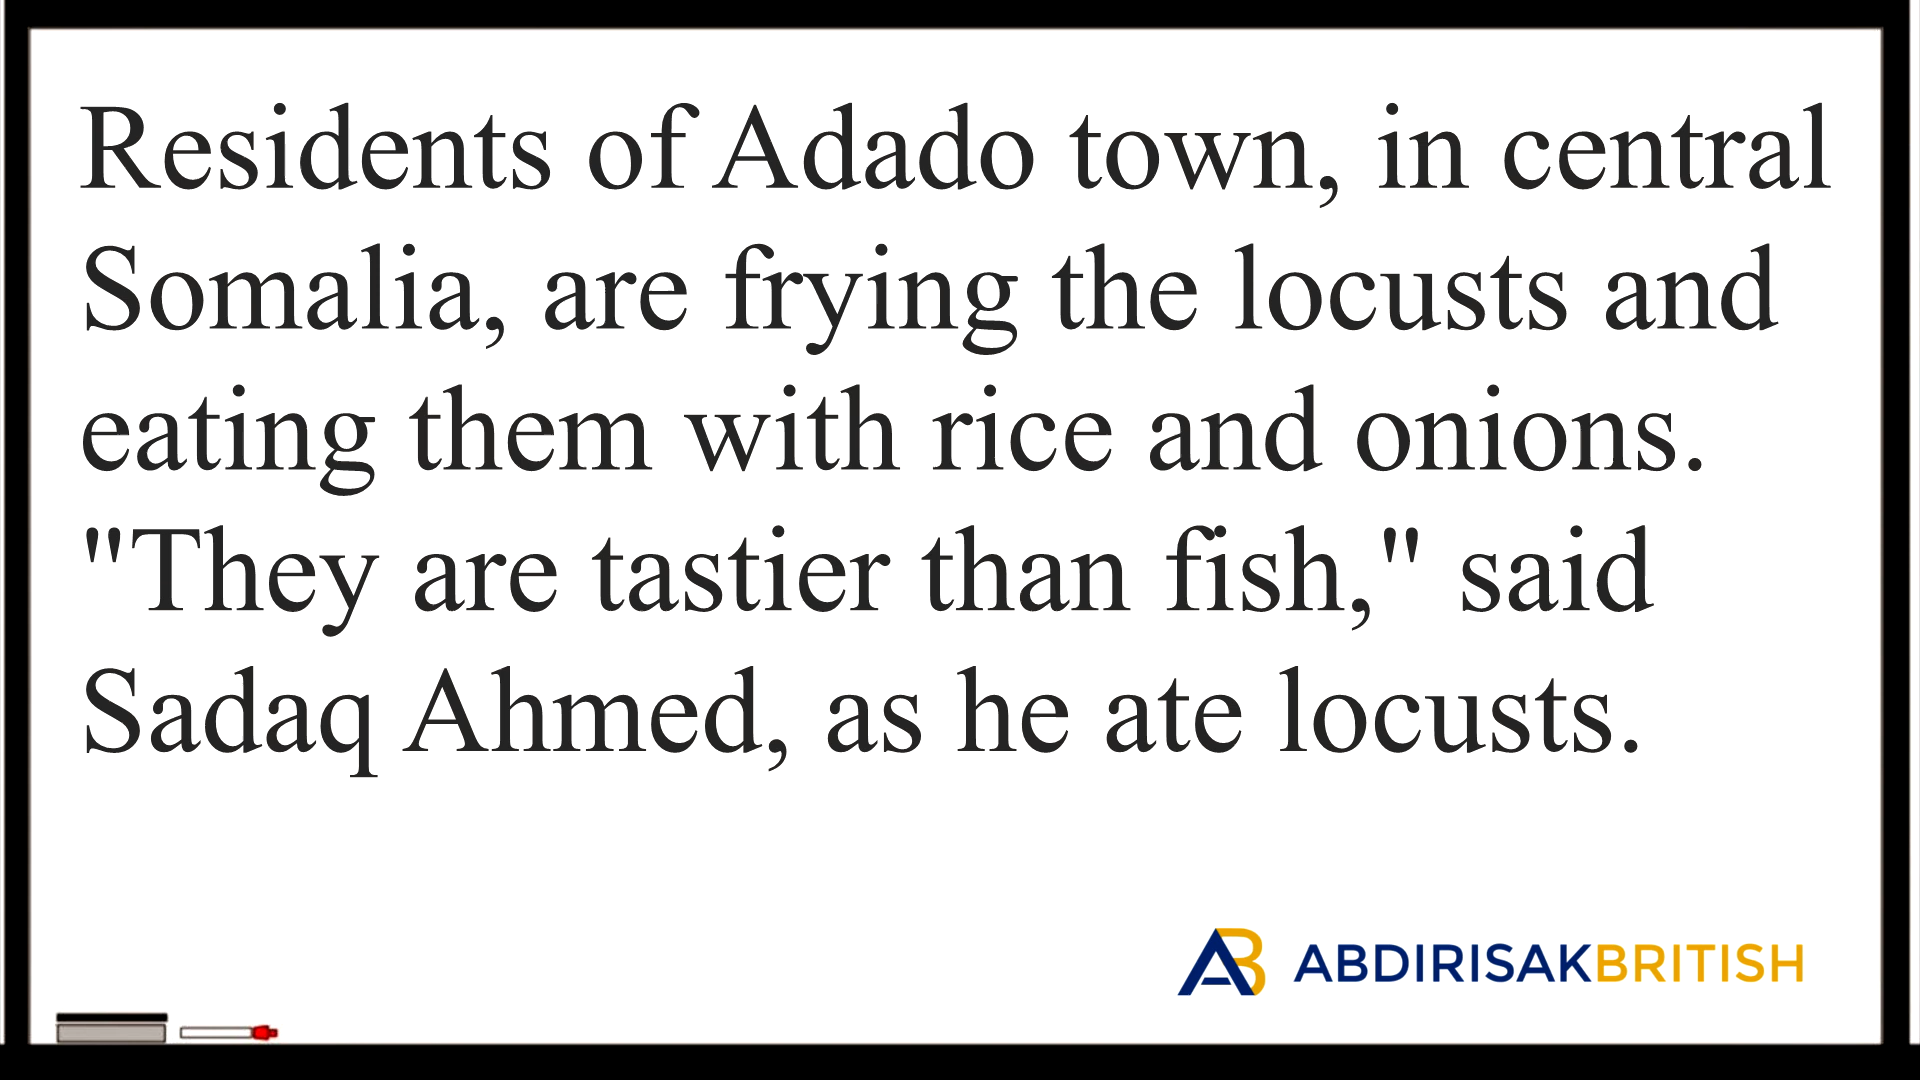 Residents of Adado town, in central
Somalia, are frying the locusts and
eating them with rice and onions.
"They are tastier than fish," said
Sadaq Ahmed, as he ate locusts.
AB ABDIRISAKBRITISH